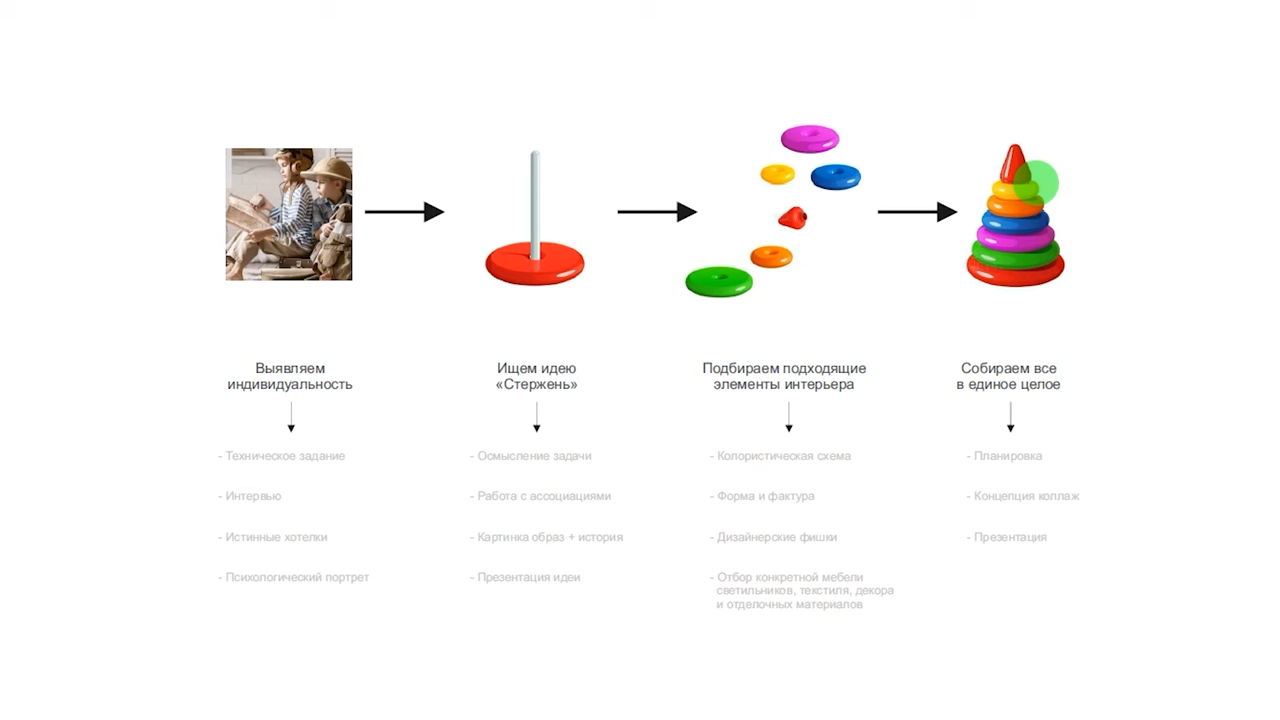 Выявляем
индивидуальность
- Техническое задание
- Интервью
- Истинные хотелки
- Психологический портрет
Ищем идею
«Стержень»
- Осмысление задачи
- Работа с ассоциациями
- Картинка образ + история
- Презентация идеи
Подбираем подходящие
элементы интерьера
- Колористическая схема
- Форма и фактура
- Дизайнерские фишки
- Отбор конкретной мебели
светильников, текстиля, декора
и отделочных материалов
Собираем все
в единое целое
- Планировка
- Концепция коллаж
- Презентация